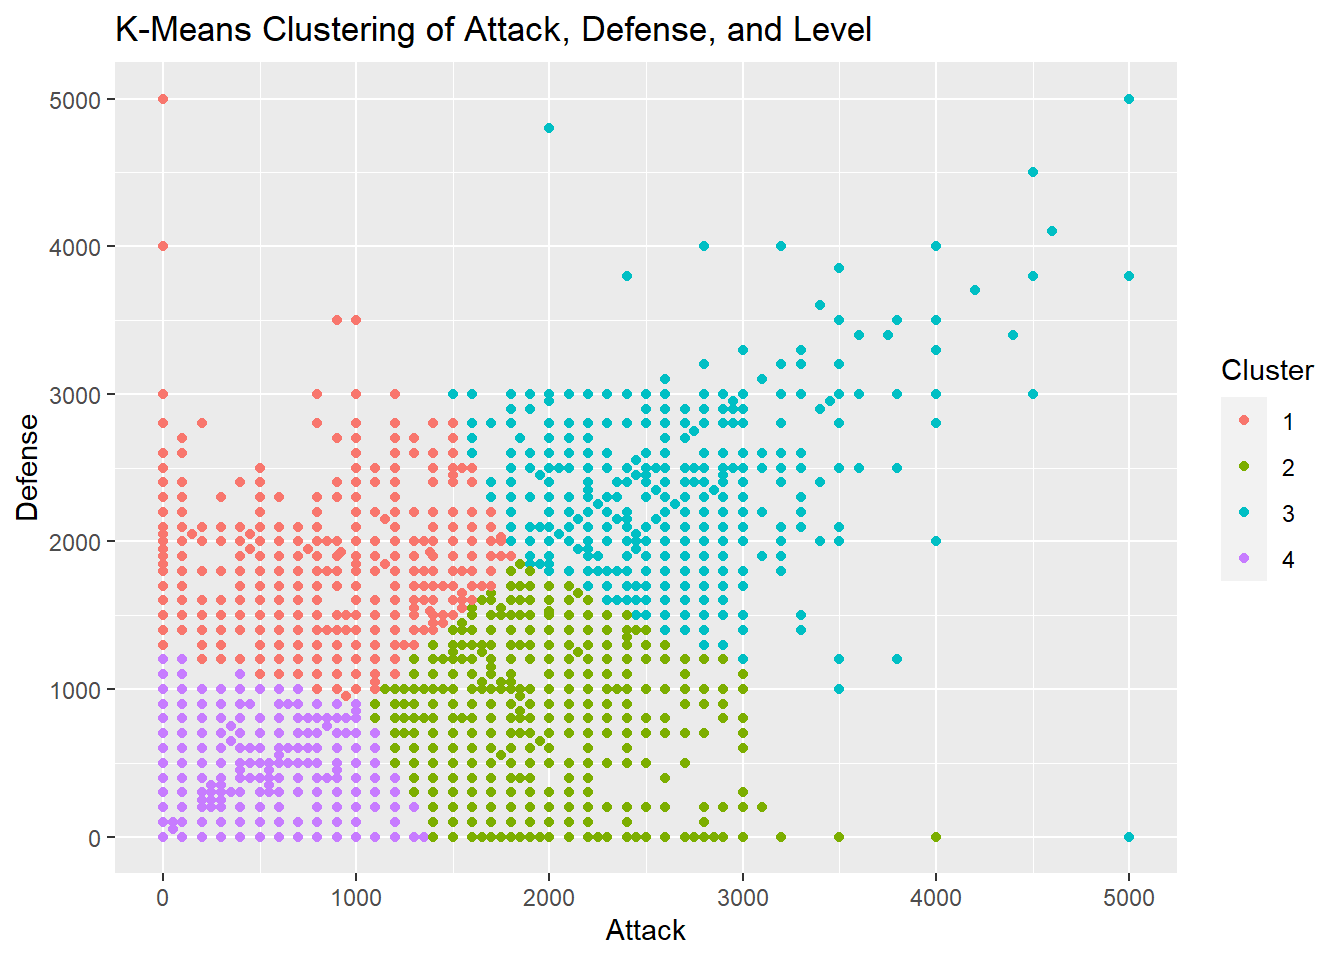 K-Means Clustering of Attack, Defense, and Level
5000
4000
3000
2000
1000
0
Defense
0 1000 2000 3000 4000 5000
Attack
Cluster
1
2
3
4